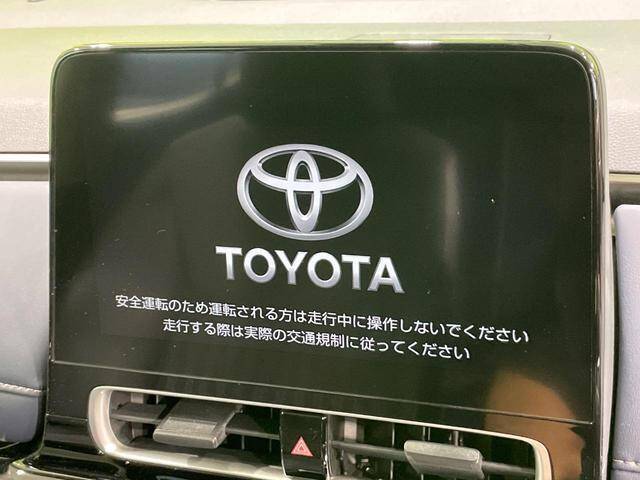 TOYOTA
安全運転のため運転される方は走行中に操作しないでください
走行する際は実際の交通規制に従ってください